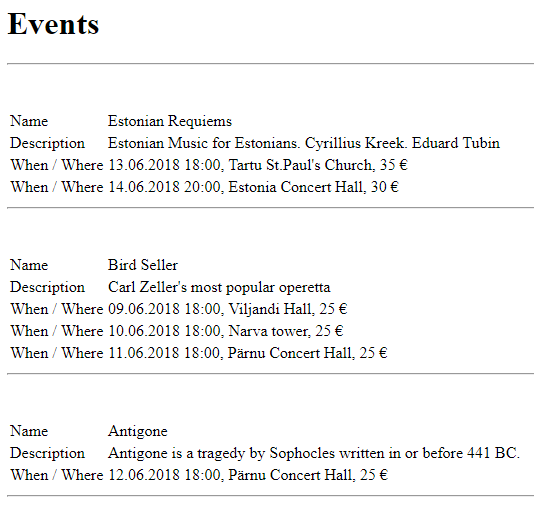 Events
Name Estonian Requiems
Description Estonian Music for Estonians. Cyrillius Kreek. Eduard Tubin
When / Where 13.06.2018 18:00, Tartu St.Paul's Church, 35 €
When / Where 14.06.2018 20:00, Estonia Concert Hall, 30 €
Name Bird Seller
Description Carl Zeller's most popular operetta
When / Where 09.06.2018 18:00, Viljandi Hall, 25 €
When / Where 10.06.2018 18:00, Narva tower, 25 €
When / Where 11.06.2018 18:00, Pärnu Concert Hall, 25 €
Name Antigone
Description Antigone is a tragedy by Sophocles written in or before 441 BC.
When / Where 12.06.2018 18:00, Pärnu Concert Hall, 25 €